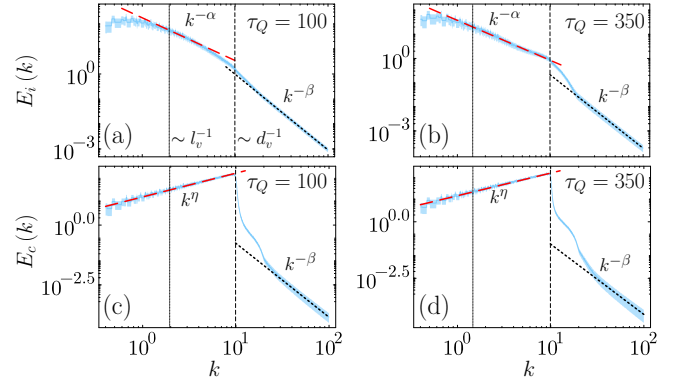 k^{-α} τ_Q = 100
10^0
E_i(k)
k^{-β}
10^{-3}
(a) ~ l_v^{-1} ~ d_v^{-1}
k^{-α} τ_Q = 350
10^0
E_i(k)
k^{-β}
10^{-3}
(b)
τ_Q = 100
k^η
10^{0.0}
E_c(k)
k^{-β}
10^{-2.5}
(c)
10^0 10^1 10^2
k
τ_Q = 350
k^η
10^{0.0}
k^{-β}
10^{-2.5}
(d)
10^0 10^1 10^2
k